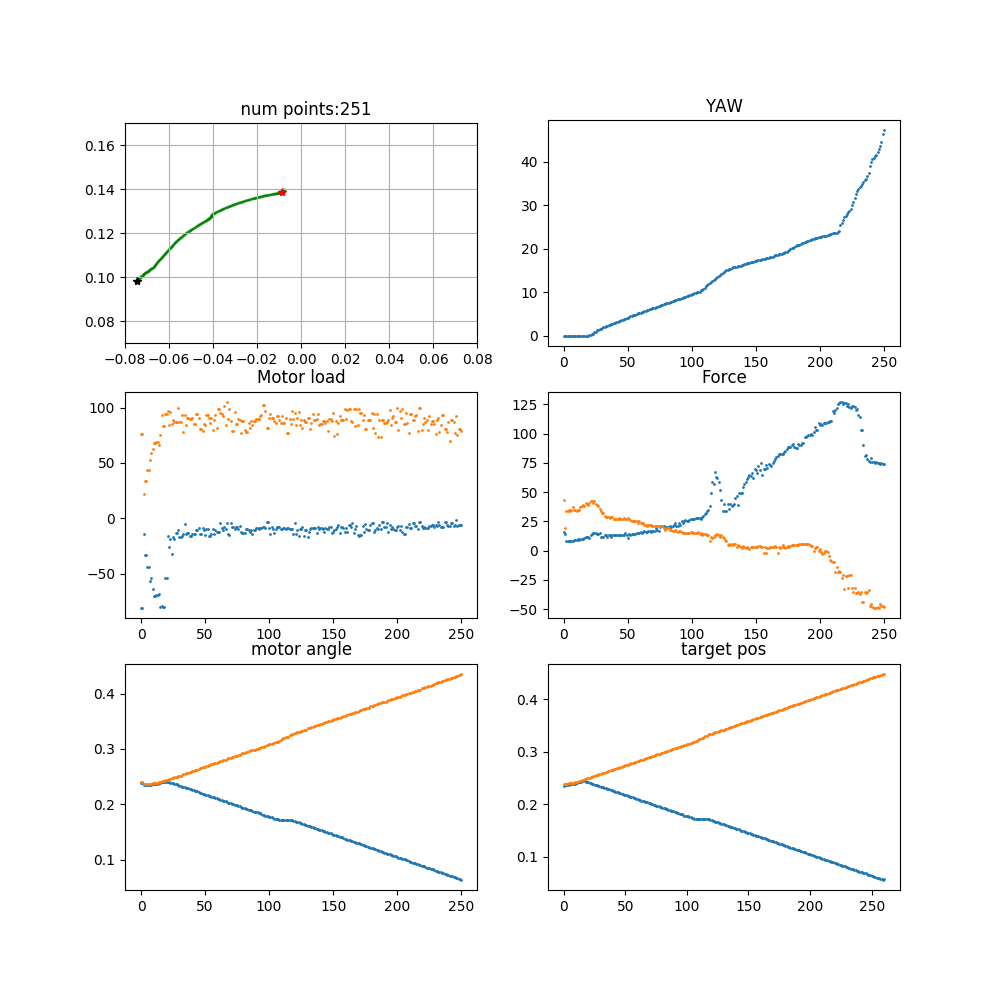 num points:251
0.16
0.14
0.12
0.10
0.08
−0.08 −0.06 −0.04 −0.02 0.00 0.02 0.04 0.06 0.08
YAW
40
30
20
10
0
0 50 100 150 200 250
Motor load
100
50
0
−50
0 50 100 150 200 250
Force
125
100
75
50
25
0
−25
−50
0 50 100 150 200 250
motor angle
0.4
0.3
0.2
0.1
0 50 100 150 200 250
target pos
0.4
0.3
0.2
0.1
0 50 100 150 200 250